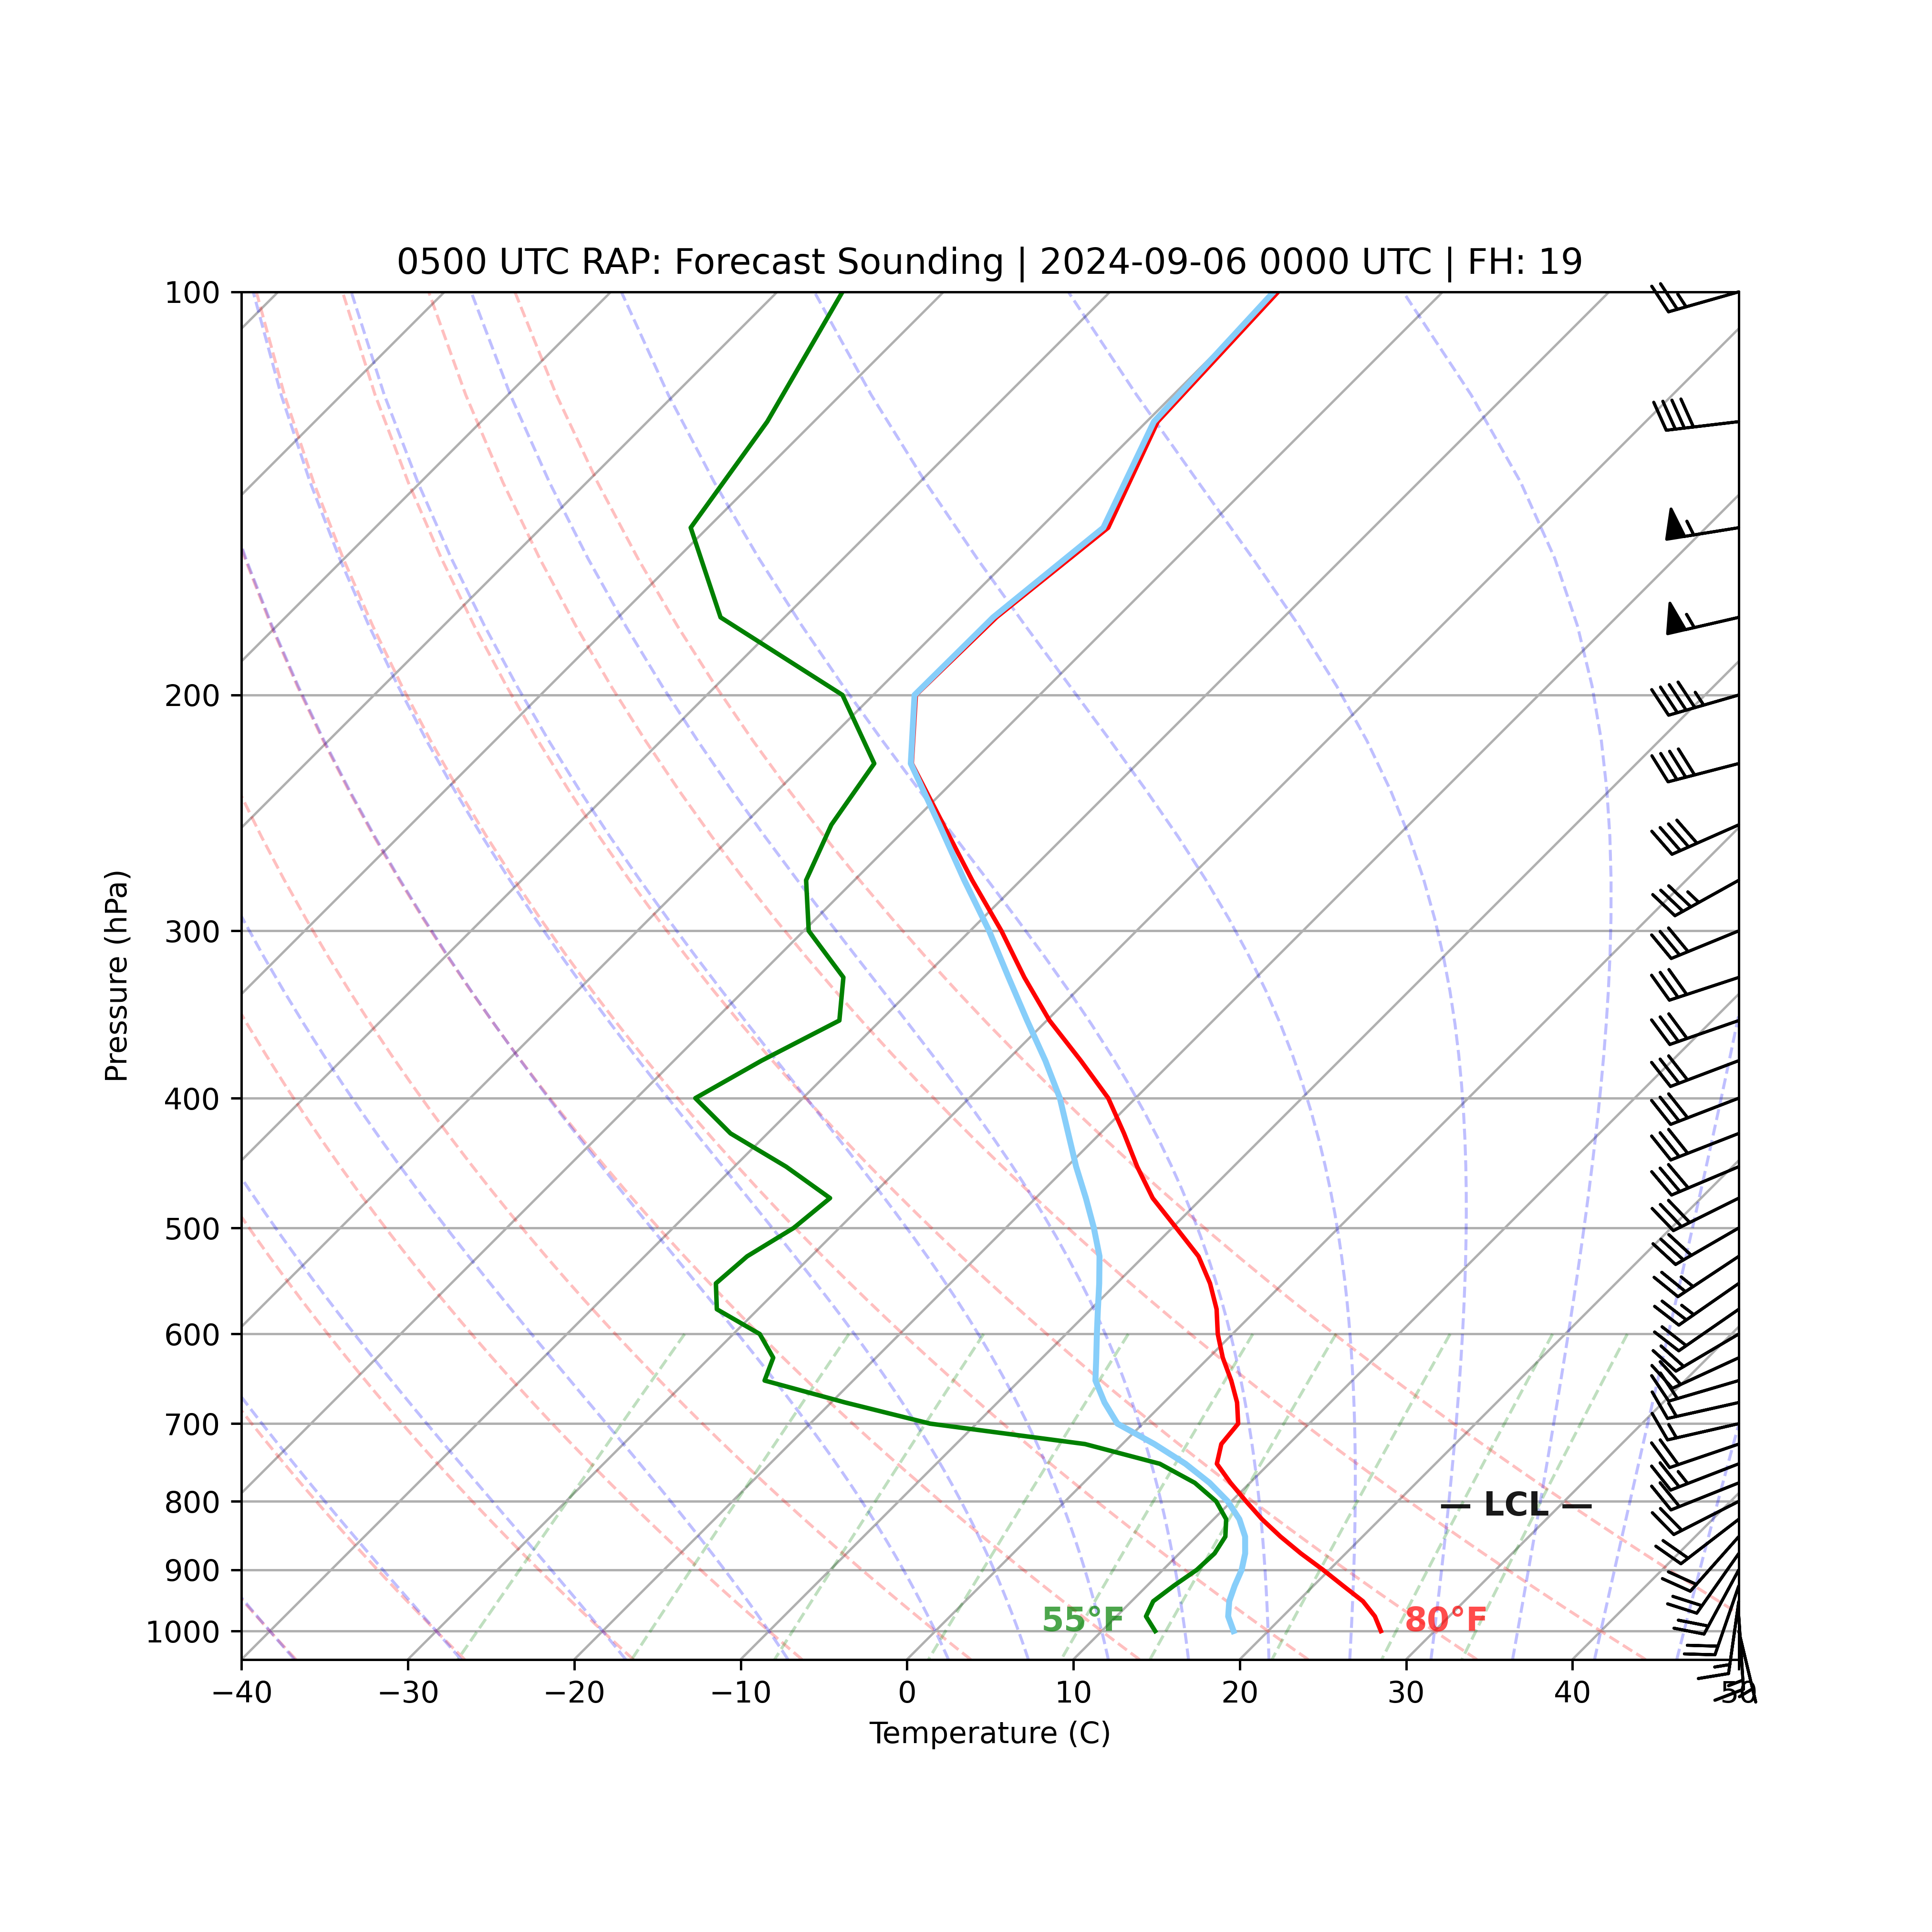 0500 UTC RAP: Forecast Sounding | 2024-09-06 0000 UTC | FH: 19
100
200
300
400
500
600
700
800
900
1000
Pressure (hPa)
— LCL —
55°F
80°F
−40 −30 −20 −10 0 10 20 30 40 50
Temperature (C)